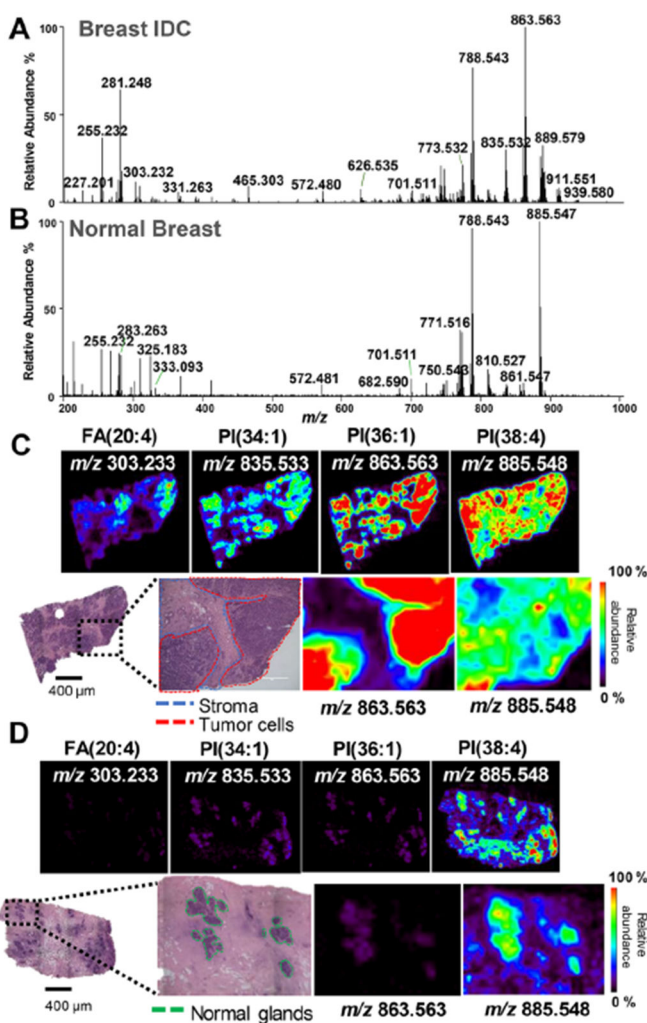 A
Breast IDC
Relative Abundance %
100
50
0
863.563
788.543
281.248
255.232
227.201
303.232
331.263
465.303
572.480
626.535
701.511
773.532
835.532
889.579
911.551
939.580
B
Normal Breast
Relative Abundance %
100
50
0
788.543
885.547
771.516
283.263
255.232
325.183
333.093
572.481
682.590
701.511
750.543
810.527
861.547
200 300 400 500 600 700 800 900 1000
m/z
C
FA(20:4) PI(34:1) PI(36:1) PI(38:4)
m/z 303.233 m/z 835.533 m/z 863.563 m/z 885.548
100 %
Relative abundance
0 %
400 µm
Stroma
Tumor cells
m/z 863.563 m/z 885.548
D
FA(20:4) PI(34:1) PI(36:1) PI(38:4)
m/z 303.233 m/z 835.533 m/z 863.563 m/z 885.548
100 %
Relative abundance
0 %
400 µm
Normal glands
m/z 863.563 m/z 885.548